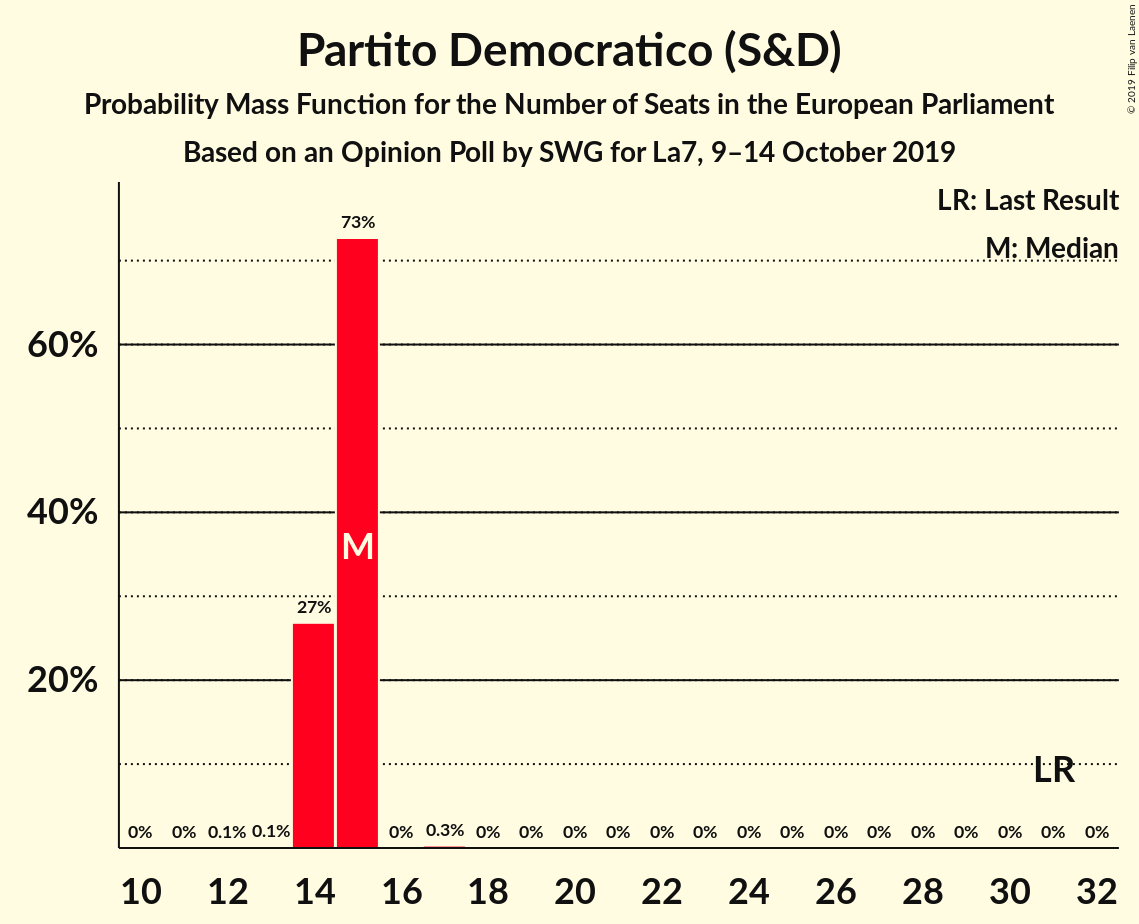 Partito Democratico (S&D)
Probability Mass Function for the Number of Seats in the European Parliament
Based on an Opinion Poll by SWG for La7, 9–14 October 2019
© 2019 Filip van Laenen
LR: Last Result
M: Median
73%
60%
40%
M
27%
20%
LR
0% 0% 0.1% 0.1% 0% 0.3% 0% 0% 0% 0% 0% 0% 0% 0% 0% 0% 0% 0% 0% 0% 0%
10 12 14 16 18 20 22 24 26 28 30 32